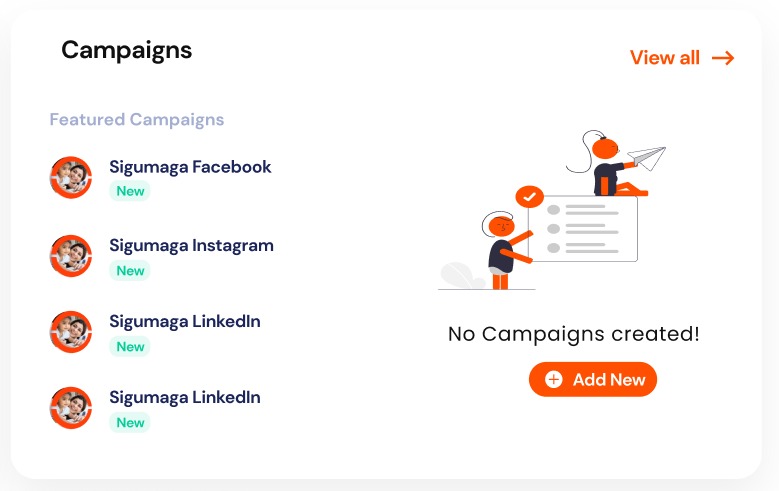 Campaigns
View all
Featured Campaigns
Sigumaga Facebook
New
Sigumaga Instagram
New
Sigumaga LinkedIn
New
Sigumaga LinkedIn
New
No Campaigns created!
Add New